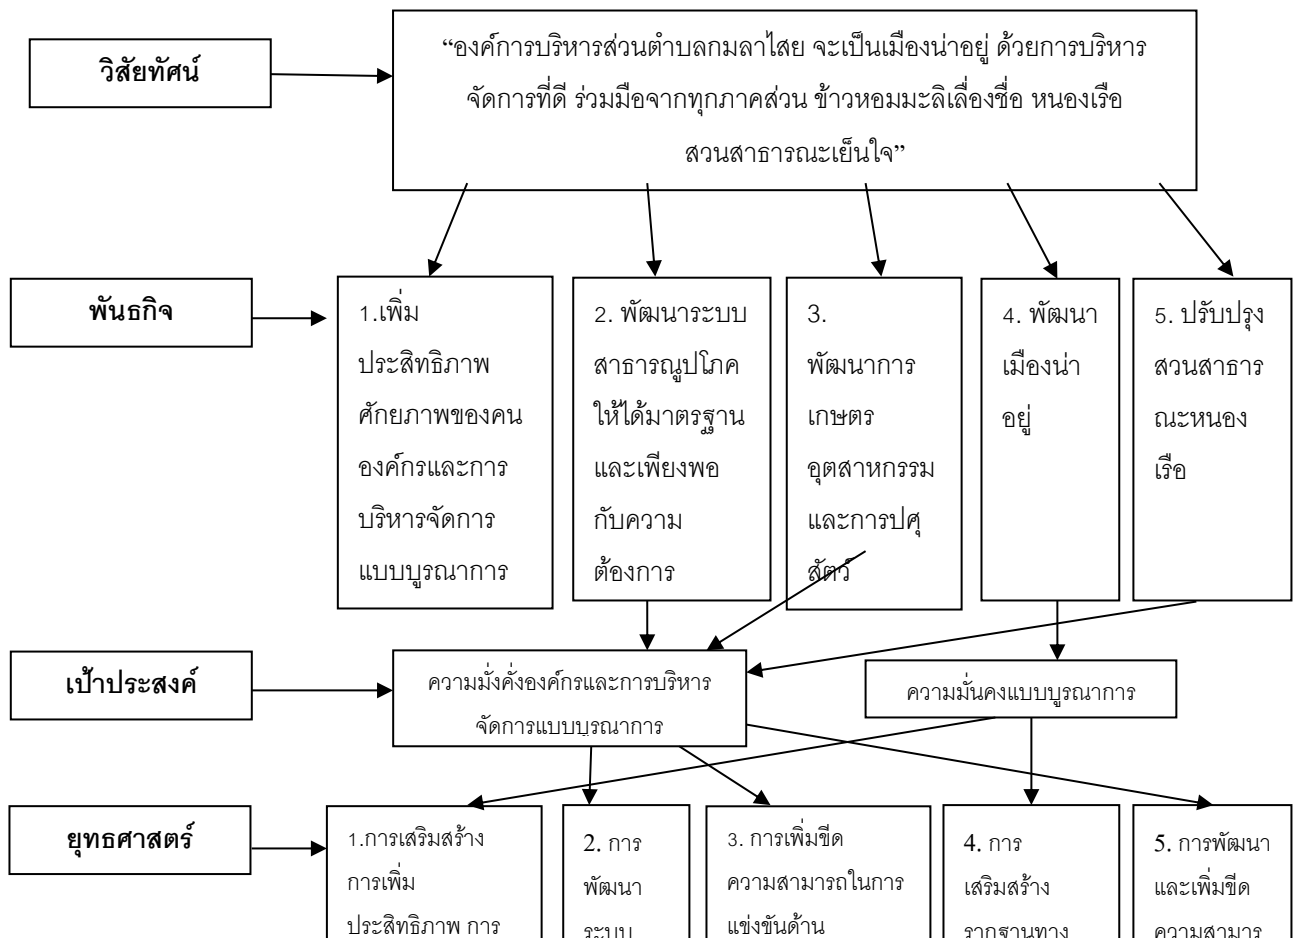 วิสัยทัศน์
“องค์การบริหารส่วนตำบลกมลาไสย จะเป็นเมืองน่าอยู่ ด้วยการบริหาร
จัดการที่ดี ร่วมมือจากทุกภาคส่วน ข้าวหอมมะลิเลื่องชื่อ หนองเรือ
สวนสาธารณะเย็นใจ”
พันธกิจ
1.เพิ่ม
ประสิทธิภาพ
ศักยภาพของคน
องค์กรและการ
บริหารจัดการ
แบบบูรณาการ
2. พัฒนาระบบ
สาธารณูปโภค
ให้ได้มาตรฐาน
และเพียงพอ
กับความ
ต้องการ
3.
พัฒนาการ
เกษตร
อุตสาหกรรม
และการปศุ
สัตว์
4. พัฒนา
เมืองน่า
อยู่
5. ปรับปรุง
สวนสาธาร
ณะหนอง
เรือ
เป้าประสงค์
ความมั่งคั่งองค์กรและการบริหาร
จัดการแบบบูรณาการ
ความมั่นคงแบบบูรณาการ
ยุทธศาสตร์
1.การเสริมสร้าง
การเพิ่ม
ประสิทธิภาพ การ
2. การ
พัฒนา
ระบบ
3. การเพิ่มขีด
ความสามารถในการ
แข่งขันด้าน
4. การ
เสริมสร้าง
รากฐานทาง
5. การพัฒนา
และเพิ่มขีด
ความสามาร